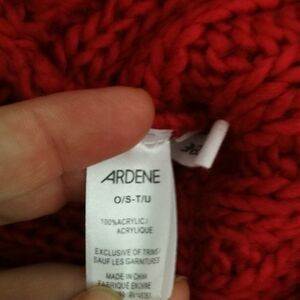 ARDENE
O/S-T/U
100%ACRYLIC/
ACRYLIQUE
EXCLUSIVE OF TRIMS/
SAUF LES GARNITURES
MADE IN CHINA
FABRIQUÉ EN CHINE